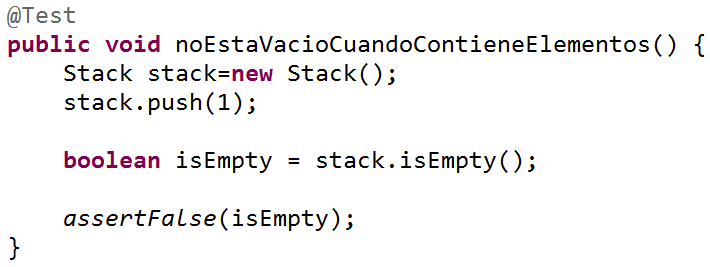 @Test
public void noEstaVacioCuandoContieneElementos() {
    Stack stack=new Stack();
    stack.push(1);

    boolean isEmpty = stack.isEmpty();

    assertFalse(isEmpty);
}